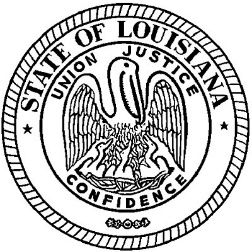 STATE OF LOUISIANA
UNION JUSTICE
CONFIDENCE